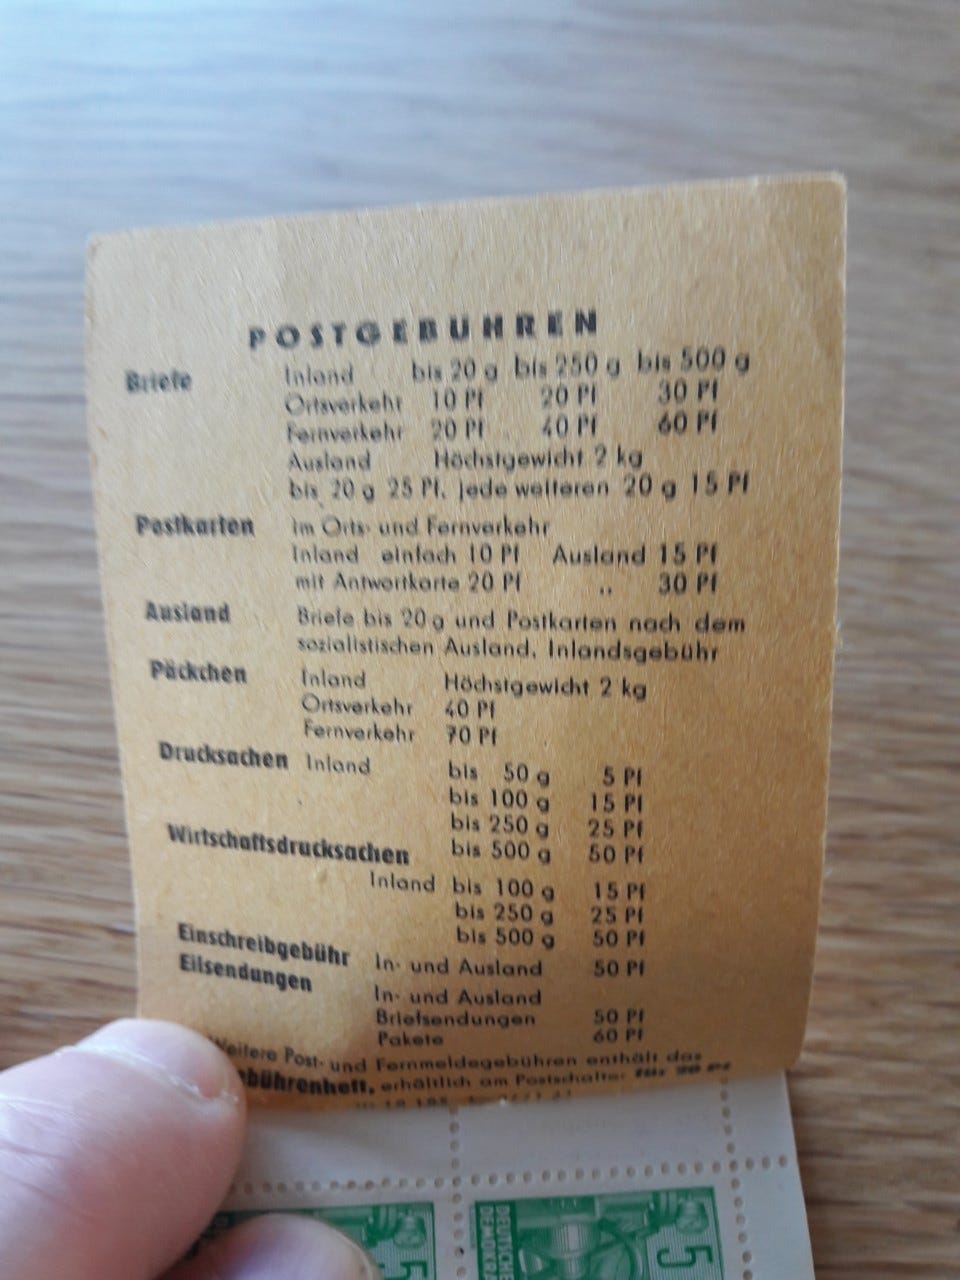 POSTGEBÜHREN
Briefe Inland bis 20 g bis 250 g bis 500 g
Ortsverkehr 10 Pf 20 Pf 30 Pf
Fernverkehr 20 Pf .. 40 Pf 60 Pf
Ausland Höchstgewicht 2 kg
bis 20 g 25 Pf, jede weiteren 20 g 15 Pf
Postkarten im Orts- und Fernverkehr
Inland einfach 10 Pf Ausland 15 Pf
mit Antwortkarte 20 Pf ,, 30 Pf
Ausland Briefe bis 20 g und Postkarten nach dem
sozialistischen Ausland, Inlandsgebühr
Päckchen Inland Höchstgewicht 2 kg
Ortsverkehr 40 Pf
Fernverkehr 70 Pf
Drucksachen Inland bis 50 g 5 Pf
bis 100 g 15 Pf
bis 250 g 25 Pf
bis 500 g 50 Pf
Wirtschaftsdrucksachen
Inland bis 100 g 15 Pf
bis 250 g 25 Pf
bis 500 g 50 Pf
Einschreibgebühr In- und Ausland 50 Pf
Eilsendungen In- und Ausland
Briefsendungen 50 Pf
Pakete 60 Pf
Weitere Post- und Fernmeldegebühren enthält das
ebührenheft, erhältlich am Postschalter für Pf
5
5
DEUTSCHE
DEMOKRA